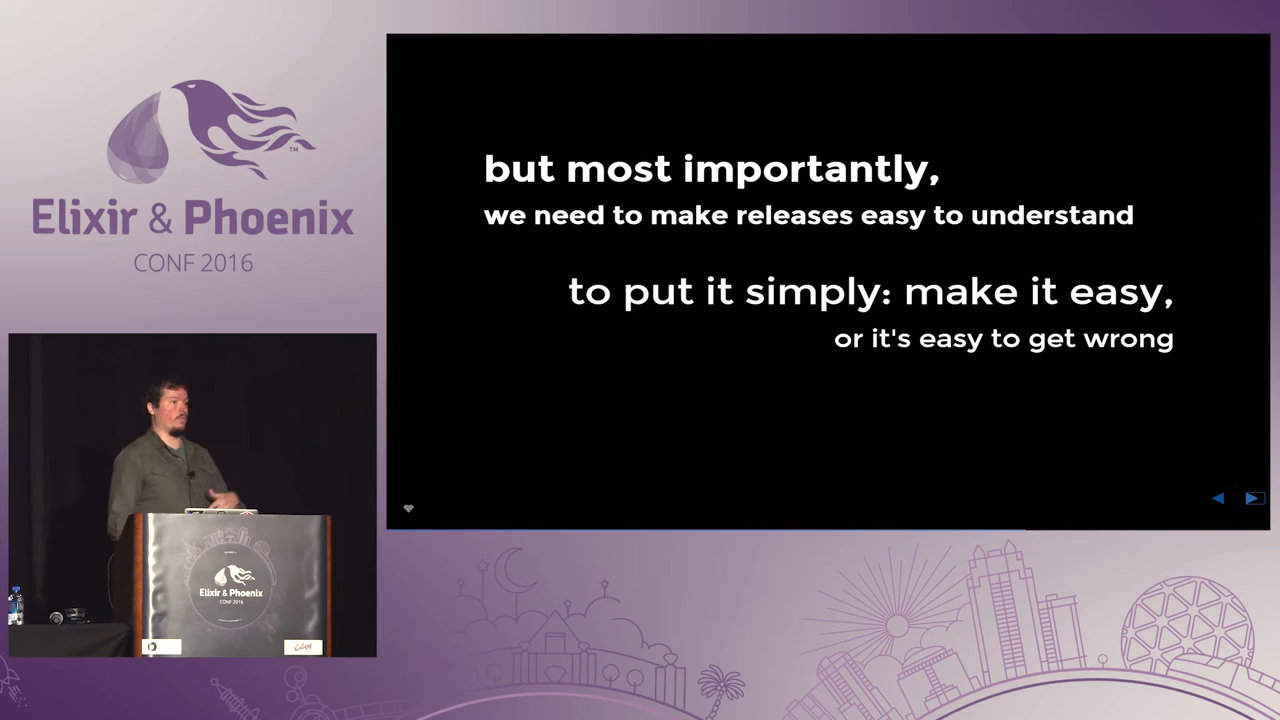 Elixir & Phoenix
CONF 2016
TM
but most importantly,
we need to make releases easy to understand
to put it simply: make it easy,
or it's easy to get wrong
Elixir & Phoenix
CONF 2016